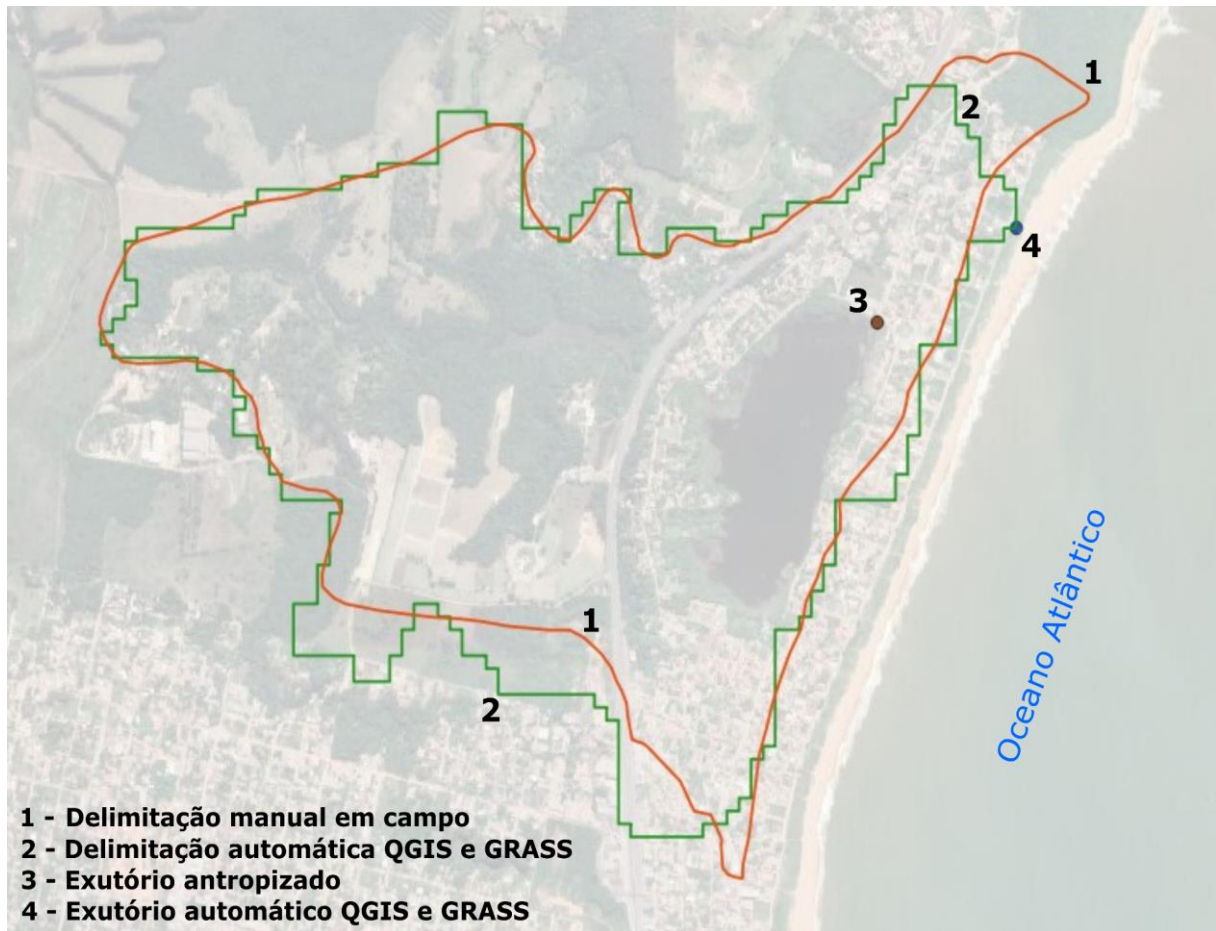 1
2
4
3
1
2
Oceano Atlântico
1 - Delimitação manual em campo
2 - Delimitação automática QGIS e GRASS
3 - Exutório antropizado
4 - Exutório automático QGIS e GRASS